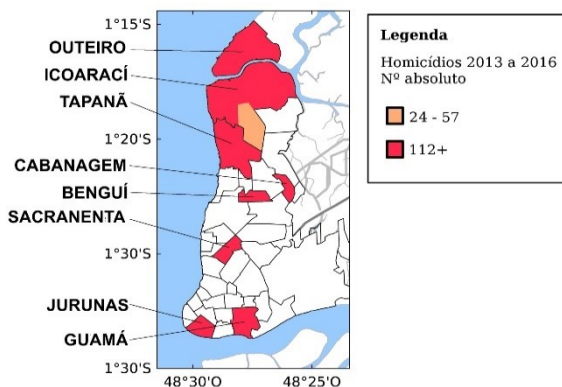 1°15'S
OUTEIRO
ICOARACÍ
TAPANÃ
1°20'S
CABANAGEM
BENGUÍ
SACRANENTA
1°30'S
JURUNAS
GUAMÁ
1°30'S
48°30'O
48°25'O
Legenda
Homicídios 2013 a 2016
Nº absoluto
24 - 57
112+